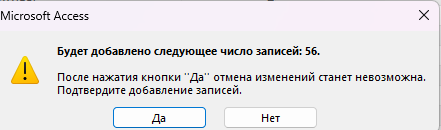 Microsoft Access
Будет добавлено следующее число записей: 56.
После нажатия кнопки "Да" отмена изменений станет невозможна.
Подтвердите добавление записей.
Да
Нет